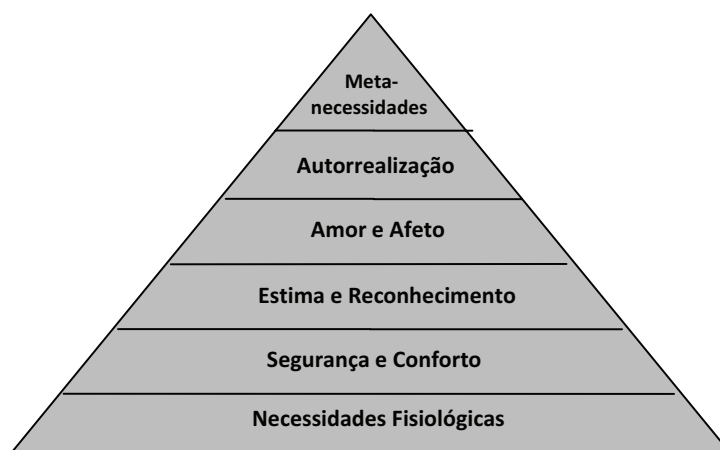 Meta-
necessidades
Autorrealização
Amor e Afeto
Estima e Reconhecimento
Segurança e Conforto
Necessidades Fisiológicas